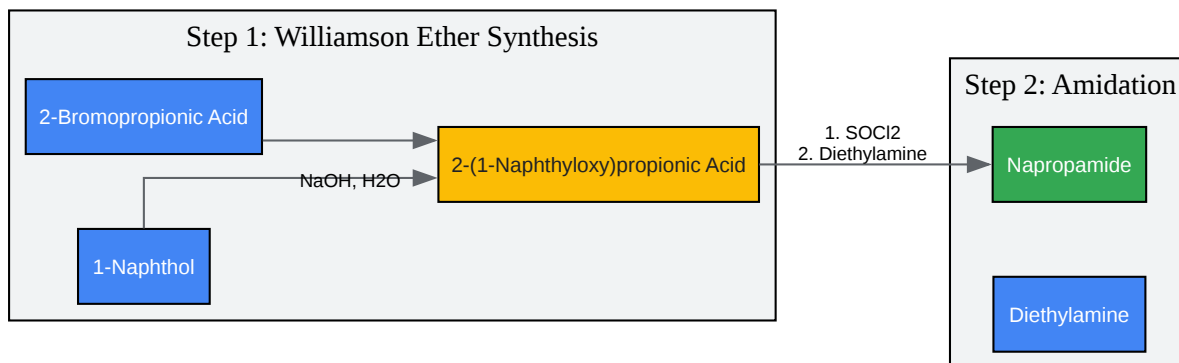 Step 1: Williamson Ether Synthesis
2-Bromopropionic Acid
NaOH, H2O
1-Naphthol
2-(1-Naphthyloxy)propionic Acid
1. SOCl2
2. Diethylamine
Step 2: Amidation
Napropamide
Diethylamine